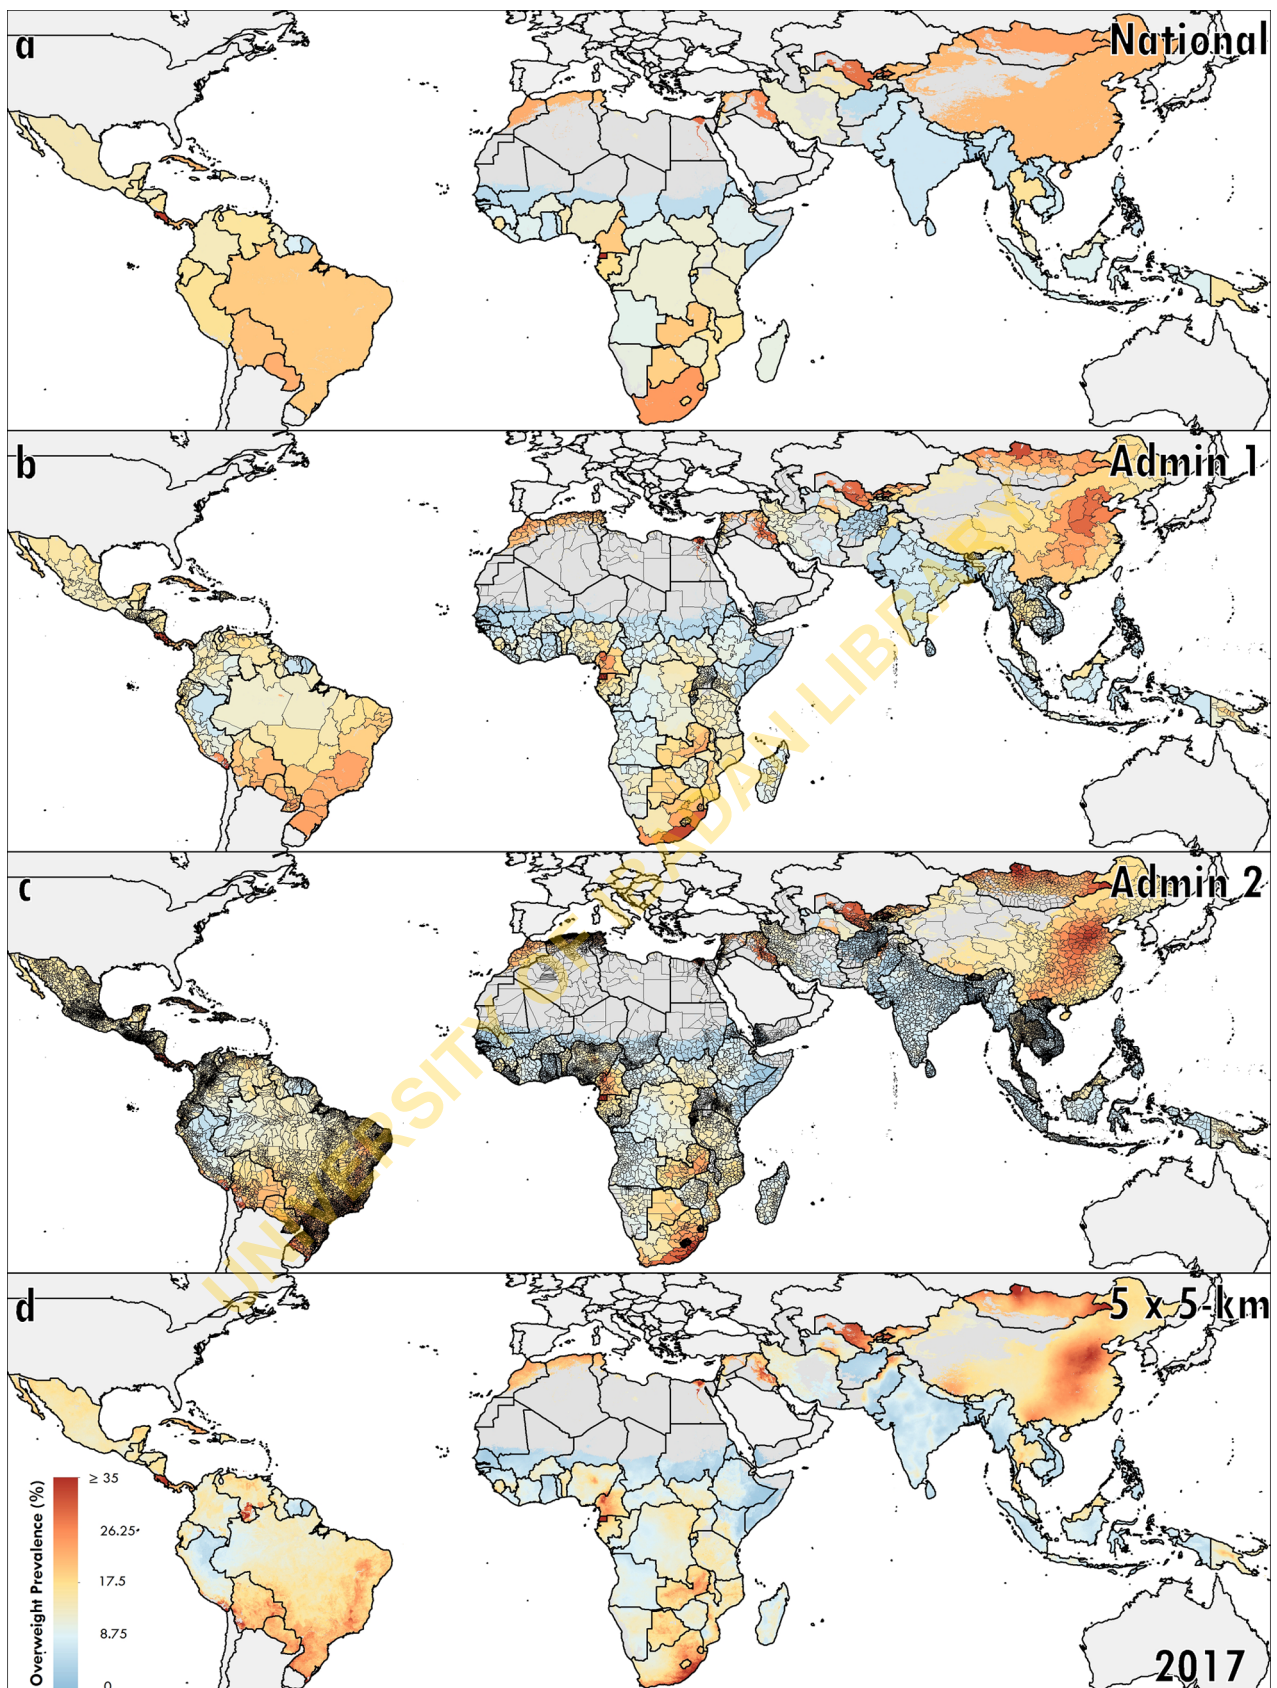 a
National
b
Admin 1
c
Admin 2
d
5 x 5-km
Overweight Prevalence (%)
≥ 35
26.25
17.5
8.75
0
2017
UNIVERSITY OF IBADAN LIBRARY